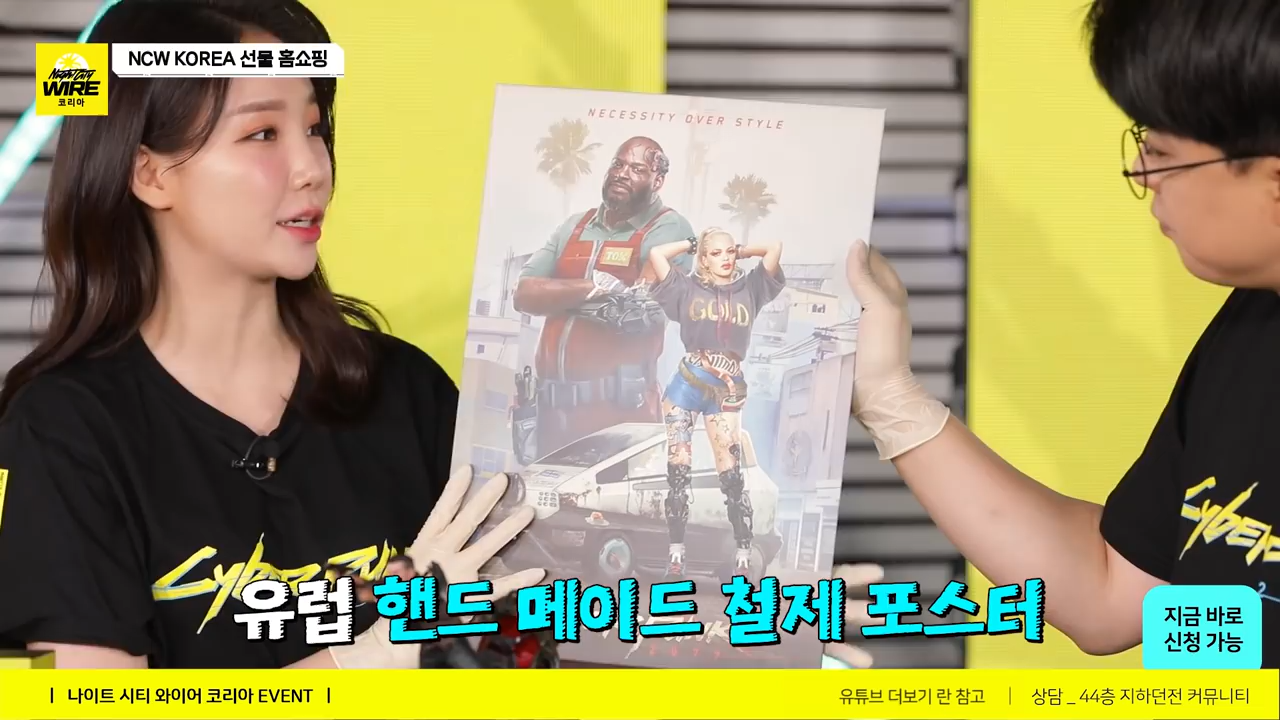 Night City
WIRE
코리아
NCW KOREA 선물 홈쇼핑
NECESSITY OVER STYLE
TON
GOLD
유럽 핸드 메이드 철제 포스터
2077
지금 바로
신청 가능
| 나이트 시티 와이어 코리아 EVENT |
유튜브 더보기 란 참고 | 상담 _ 44층 지하던전 커뮤니티